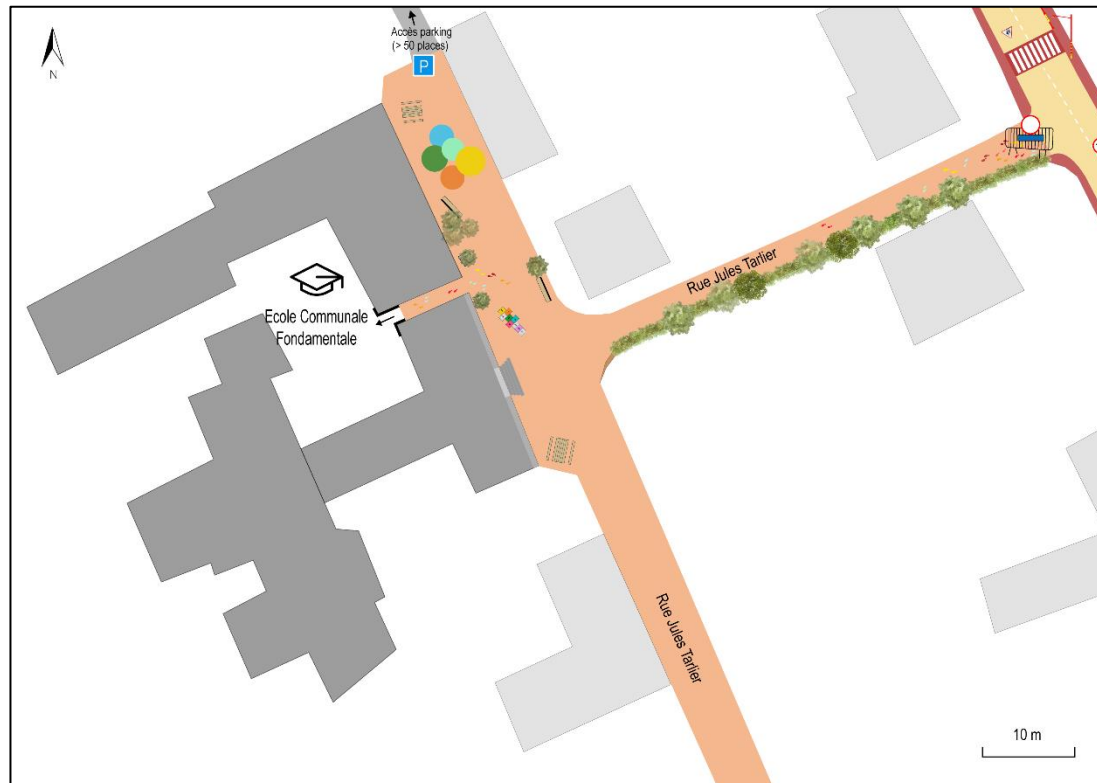 Accès parking
(> 50 places)
P
N
Rue Jules Tarlier
Ecole Communale
Fondamentale
Rue Jules Tarlier
10 m